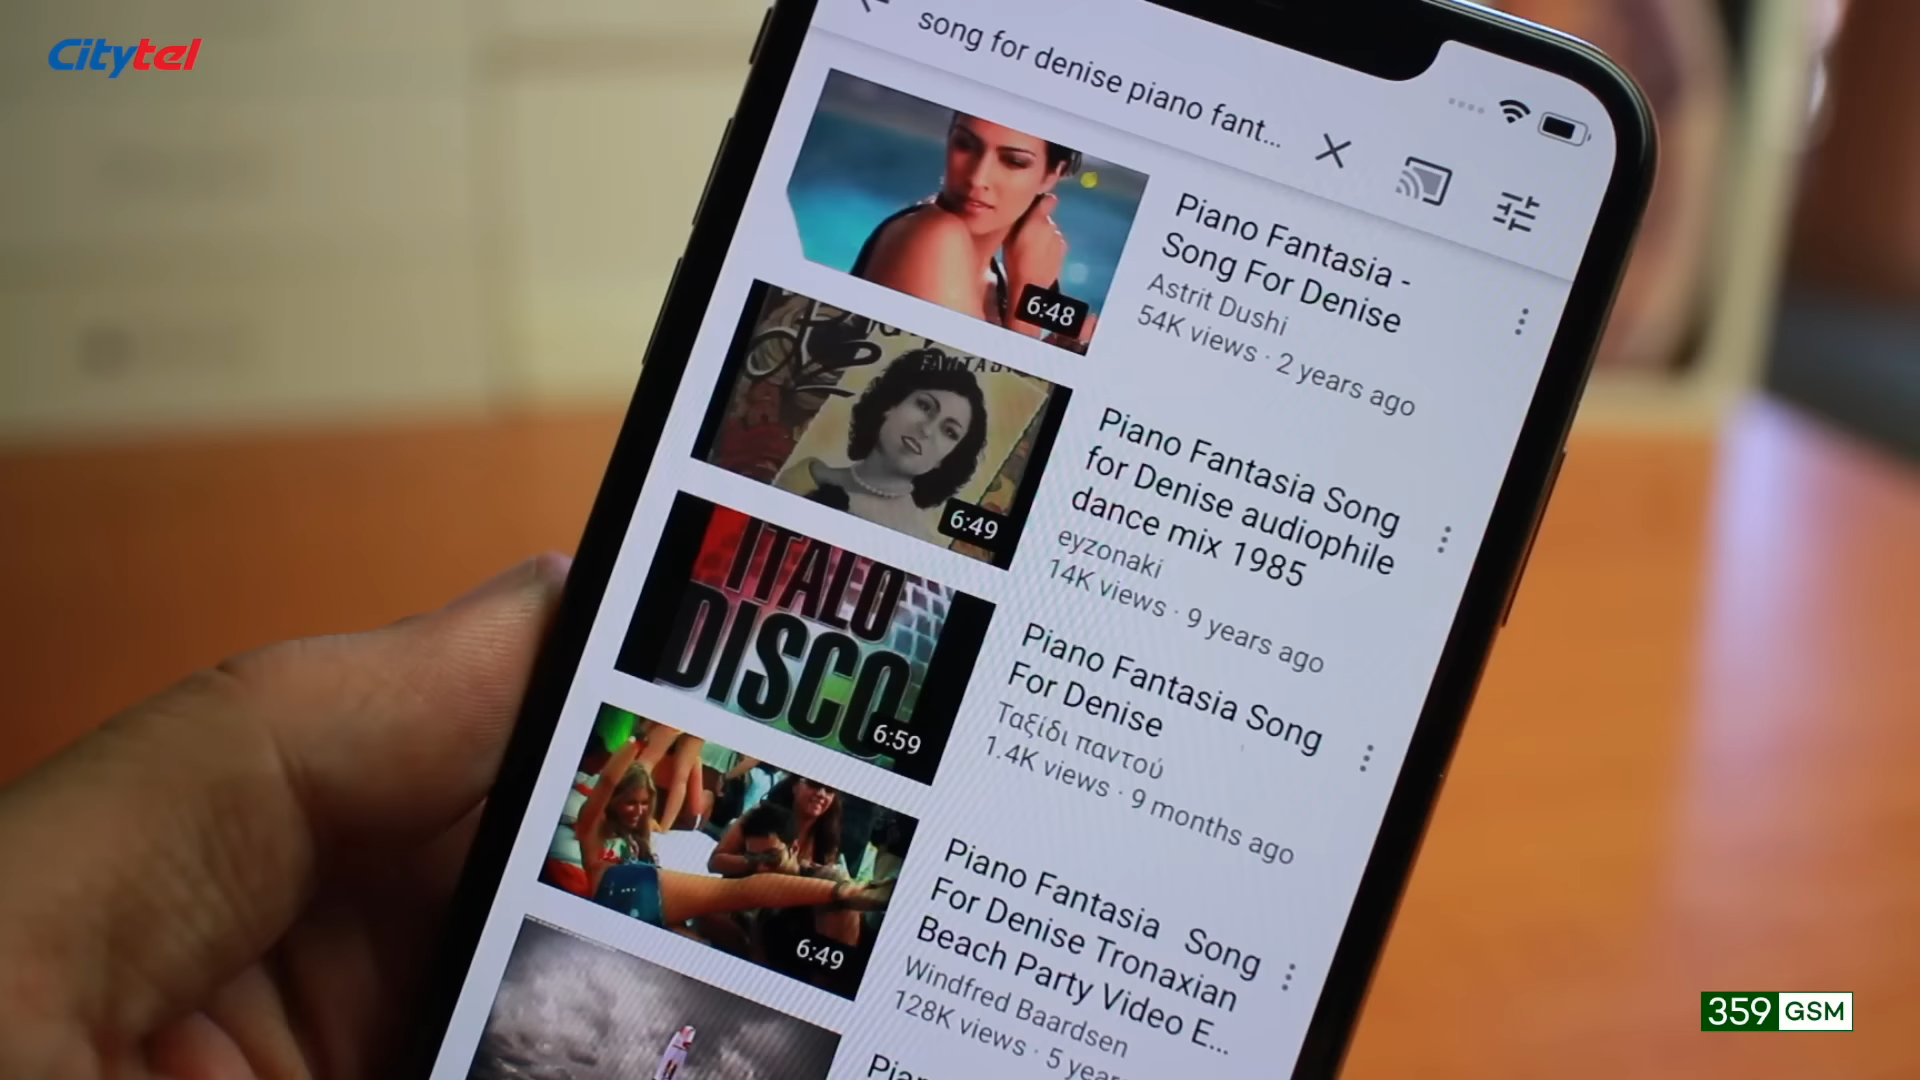 Citytel
song for denise piano fant...
Piano Fantasia -
Song For Denise
Astrit Dushi
54K views · 2 years ago
6:48
FANTAS
Piano Fantasia Song
for Denise audiophile
dance mix 1985
eyzonaki
14K views · 9 years ago
6:49
ITALO
DISCO
6:59
Piano Fantasia Song
For Denise
Ταξίδι παντού
1.4K views · 9 months ago
6:49
Piano Fantasia Song
For Denise Tronaxian
Beach Party Video E...
Windfred Baardsen
128K views · 5 year
359 GSM